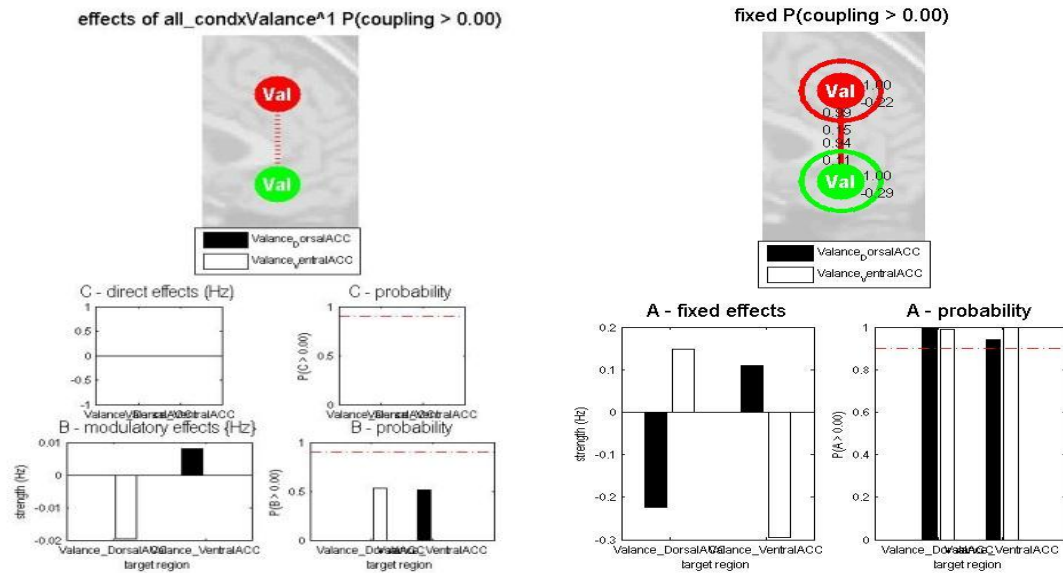 effects of all_condxValance^1 P(coupling > 0.00)
Val
Val
Valance_DorsalACC
Valance_VentralACC
C - direct effects (Hz)
1
0.5
0
-0.5
-1
C - probability
P(C > 0.00)
1
0.5
0
B - modulatory effects {Hz}
strength (Hz)
0.01
0
-0.01
-0.02
Valance_DorsalACC
Valance_VentralACC
target region
B - probability
P(B > 0.00)
1
0.5
0
target region
fixed P(coupling > 0.00)
Val
1.00
-0.22
0.99
0.15
0.94
0.11
Val
1.00
-0.29
Valance_DorsalACC
Valance_VentralACC
A - fixed effects
strength (Hz)
0.2
0.1
0
-0.1
-0.2
-0.3
Valance_DorsalACC
Valance_VentralACC
target region
A - probability
P(A > 0.00)
1
0.8
0.6
0.4
0.2
0
target region